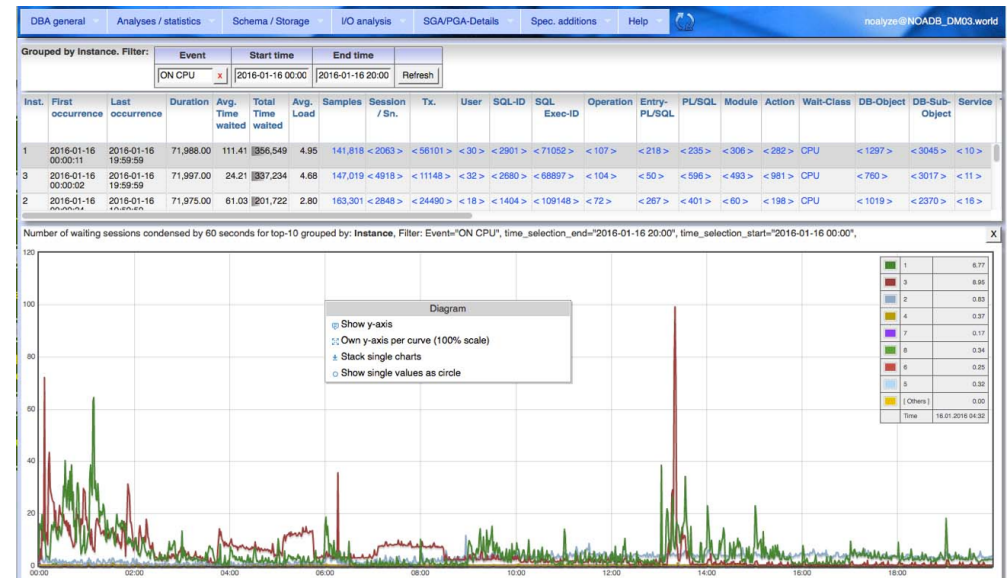 DBA general Analyses / statistics Schema / Storage I/O analysis SGA/PGA-Details Spec. additions Help noalyze@NOADB_DM03.world
Grouped by Instance. Filter: Event Start time End time
ON CPU x 2016-01-16 00:00 2016-01-16 20:00 Refresh
Inst. First occurrence Last occurrence Duration Avg. Time waited Total Time waited Avg. Load Samples Session / Sn. Tx. User SQL-ID SQL Exec-ID Operation Entry-PL/SQL PL/SQL Module Action Wait-Class DB-Object DB-Sub-Object Service
1 2016-01-16 00:00:11 2016-01-16 19:59:59 71,988.00 111.41 356,549 4.95 141,818 < 2063 > < 56101 > < 30 > < 2901 > < 71052 > < 107 > < 218 > < 235 > < 306 > < 282 > CPU < 1297 > < 3045 > < 10 >
3 2016-01-16 00:00:02 2016-01-16 19:59:59 71,997.00 24.21 337,234 4.68 147,019 < 4918 > < 11148 > < 32 > < 2680 > < 68897 > < 104 > < 50 > < 596 > < 493 > < 981 > CPU < 760 > < 3017 > < 11 >
2 2016-01-16 2016-01-16 71,975.00 61.03 201,722 2.80 163,301 < 2848 > < 24490 > < 18 > < 1404 > < 109148 > < 72 > < 267 > < 401 > < 60 > < 198 > CPU < 1019 > < 2370 > < 16 >
Number of waiting sessions condensed by 60 seconds for top-10 grouped by: Instance, Filter: Event="ON CPU", time_selection_end="2016-01-16 20:00", time_selection_start="2016-01-16 00:00", X
120
100
80
60
40
20
0
Diagram
Show y-axis
Own y-axis per curve (100% scale)
Stack single charts
Show single values as circle
1 6.77
3 8.95
2 0.83
4 0.37
7 0.17
8 0.34
6 0.25
5 0.32
[ Others ] 0.00
Time 16.01.2016 04:32
00:00 02:00 04:00 06:00 08:00 10:00 12:00 14:00 16:00 18:00